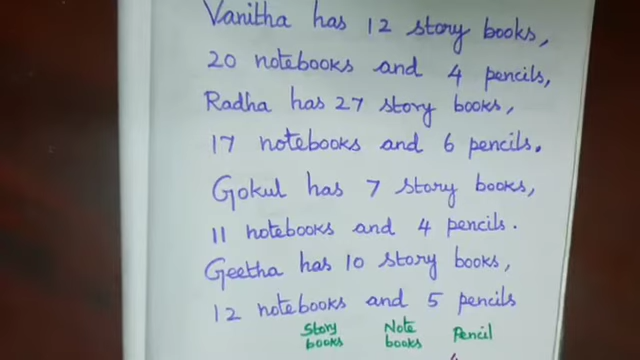 Vanitha has 12 story books,
20 notebooks and 4 pencils,
Radha has 27 story books,
17 notebooks and 6 pencils.
Gokul has 7 story books,
11 notebooks and 4 pencils.
Geetha has 10 story books,
12 notebooks and 5 pencils
Story books Note books Pencil